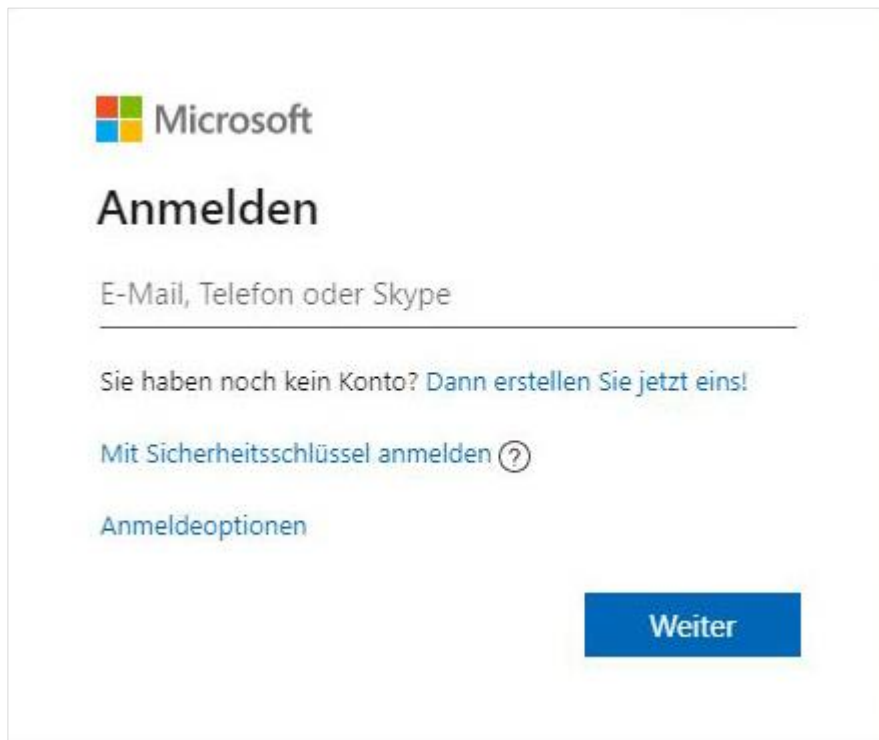 Microsoft
Anmelden
E-Mail, Telefon oder Skype
Sie haben noch kein Konto? Dann erstellen Sie jetzt eins!
Mit Sicherheitsschlüssel anmelden ?
Anmeldeoptionen
Weiter